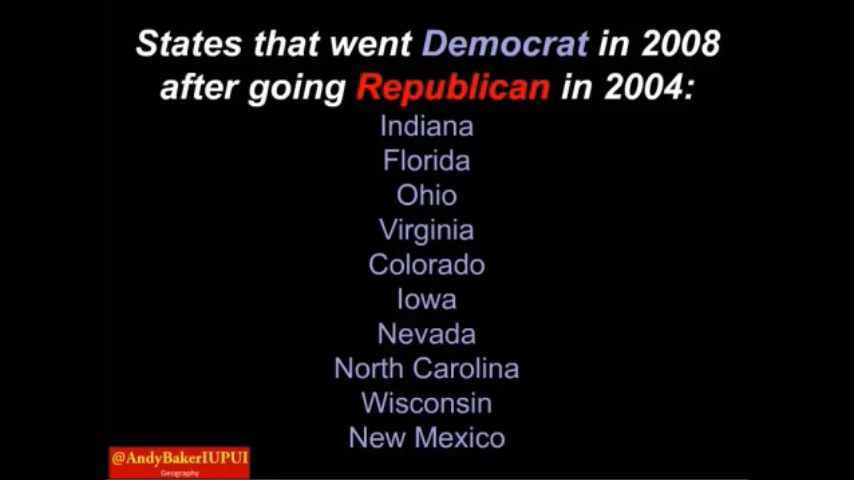 States that went Democrat in 2008
after going Republican in 2004:
Indiana
Florida
Ohio
Virginia
Colorado
Iowa
Nevada
North Carolina
Wisconsin
New Mexico
@AndyBakerIUPUI
Geography